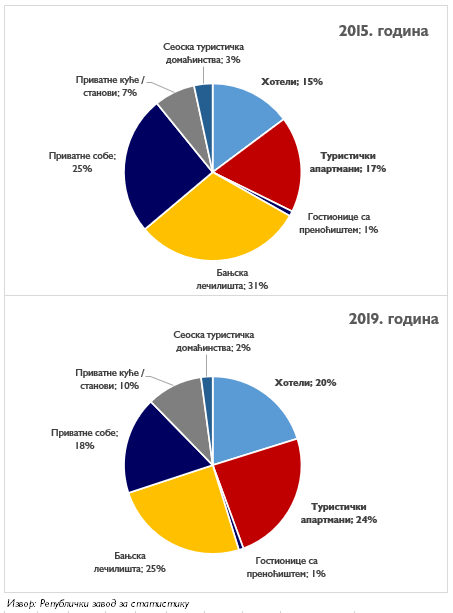 2015. година
Сеоска туристичка
домаћинства; 3%
Хотели; 15%
Приватне куће /
станови; 7%
Туристички
апартмани; 17%
Приватне собе;
25%
Гостионице са
преноћиштем; 1%
Бањска
лечилишта; 31%
2019. година
Сеоска туристичка
домаћинства; 2%
Хотели; 20%
Приватне куће /
станови; 10%
Приватне собе;
18%
Туристички
апартмани; 24%
Бањска
лечилишта; 25%
Гостионице са
преноћиштем; 1%
Извор: Републички завод за статистику